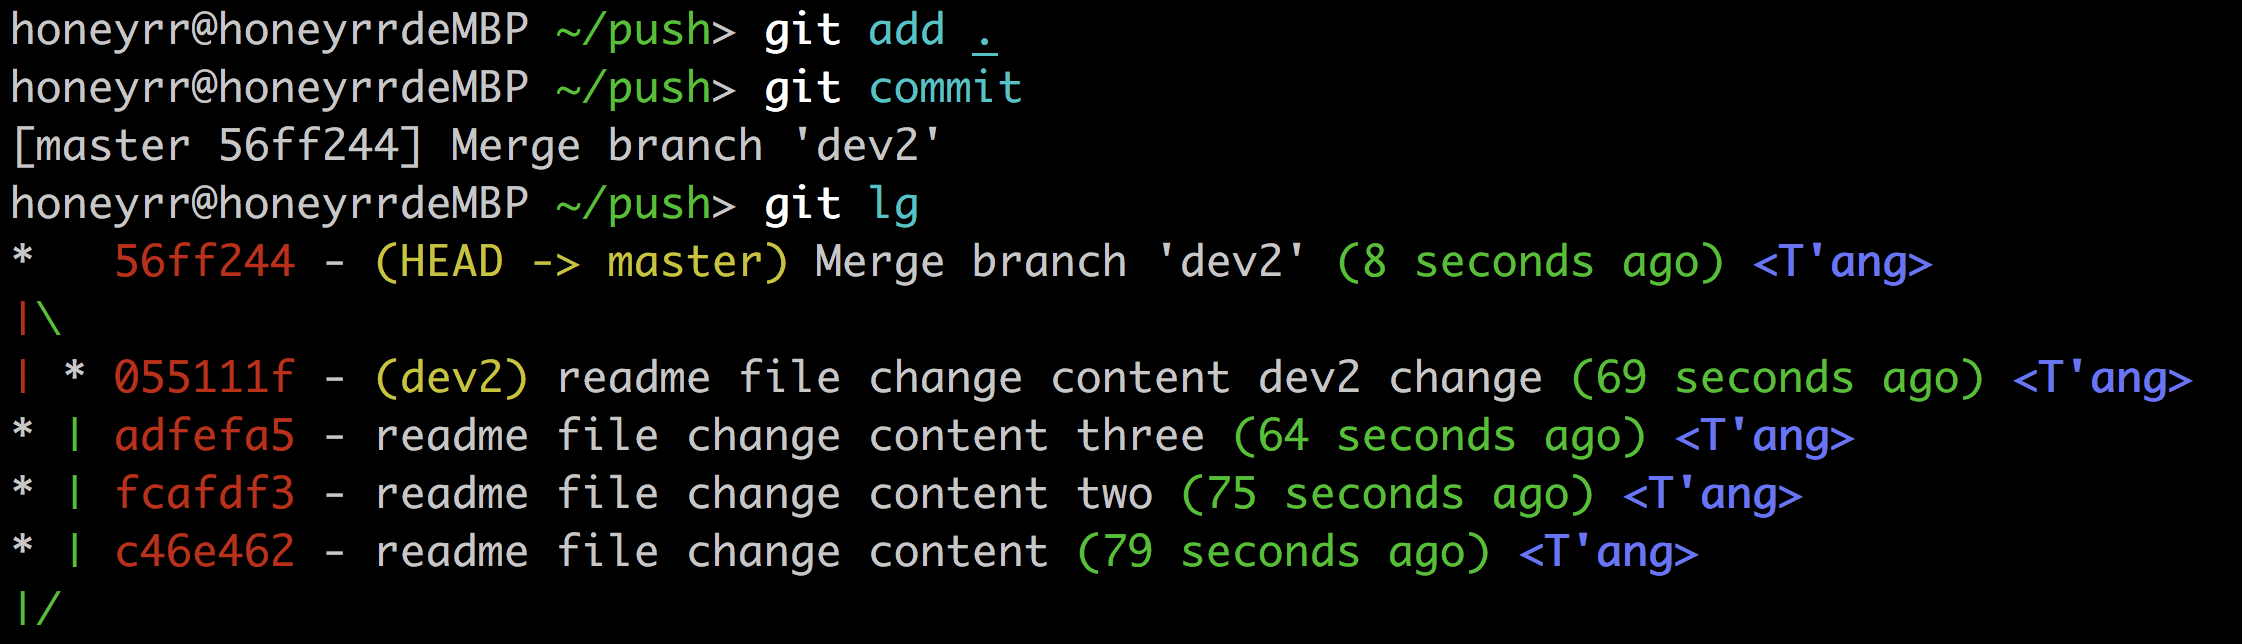 honeyrr@honeyrrdeMBP ~/push> git add .
honeyrr@honeyrrdeMBP ~/push> git commit
[master 56ff244] Merge branch 'dev2'
honeyrr@honeyrrdeMBP ~/push> git lg
*   56ff244 - (HEAD -> master) Merge branch 'dev2' (8 seconds ago) <T'ang>
|\
| * 055111f - (dev2) readme file change content dev2 change (69 seconds ago) <T'ang>
* | adfefa5 - readme file change content three (64 seconds ago) <T'ang>
* | fcafdf3 - readme file change content two (75 seconds ago) <T'ang>
* | c46e462 - readme file change content (79 seconds ago) <T'ang>
|/